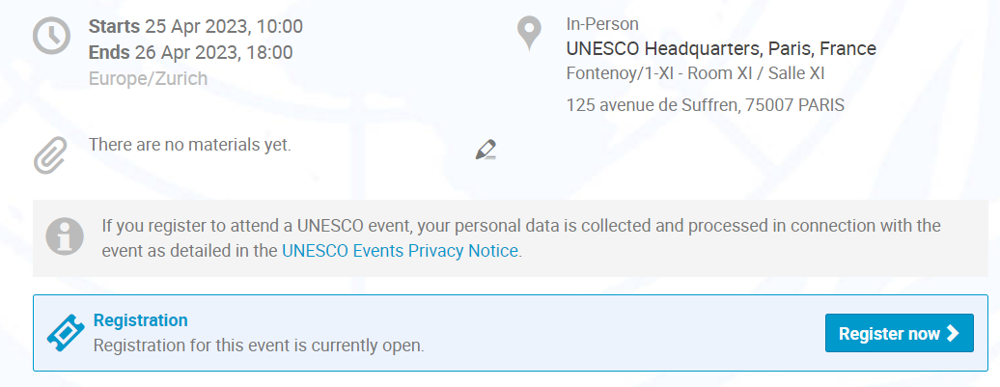 Starts 25 Apr 2023, 10:00
Ends 26 Apr 2023, 18:00
Europe/Zurich
In-Person
UNESCO Headquarters, Paris, France
Fontenoy/1-XI - Room XI / Salle XI
125 avenue de Suffren, 75007 PARIS
There are no materials yet.
If you register to attend a UNESCO event, your personal data is collected and processed in connection with the
event as detailed in the UNESCO Events Privacy Notice.
Registration
Registration for this event is currently open.
Register now